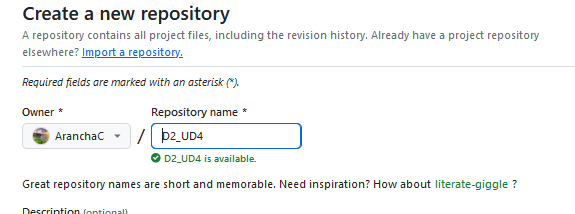 Create a new repository
A repository contains all project files, including the revision history. Already have a project repository
elsewhere? Import a repository.
Required fields are marked with an asterisk (*).
Owner * Repository name *
AranchaC / D2_UD4
D2_UD4 is available.
Great repository names are short and memorable. Need inspiration? How about literate-giggle ?
Description (optional)